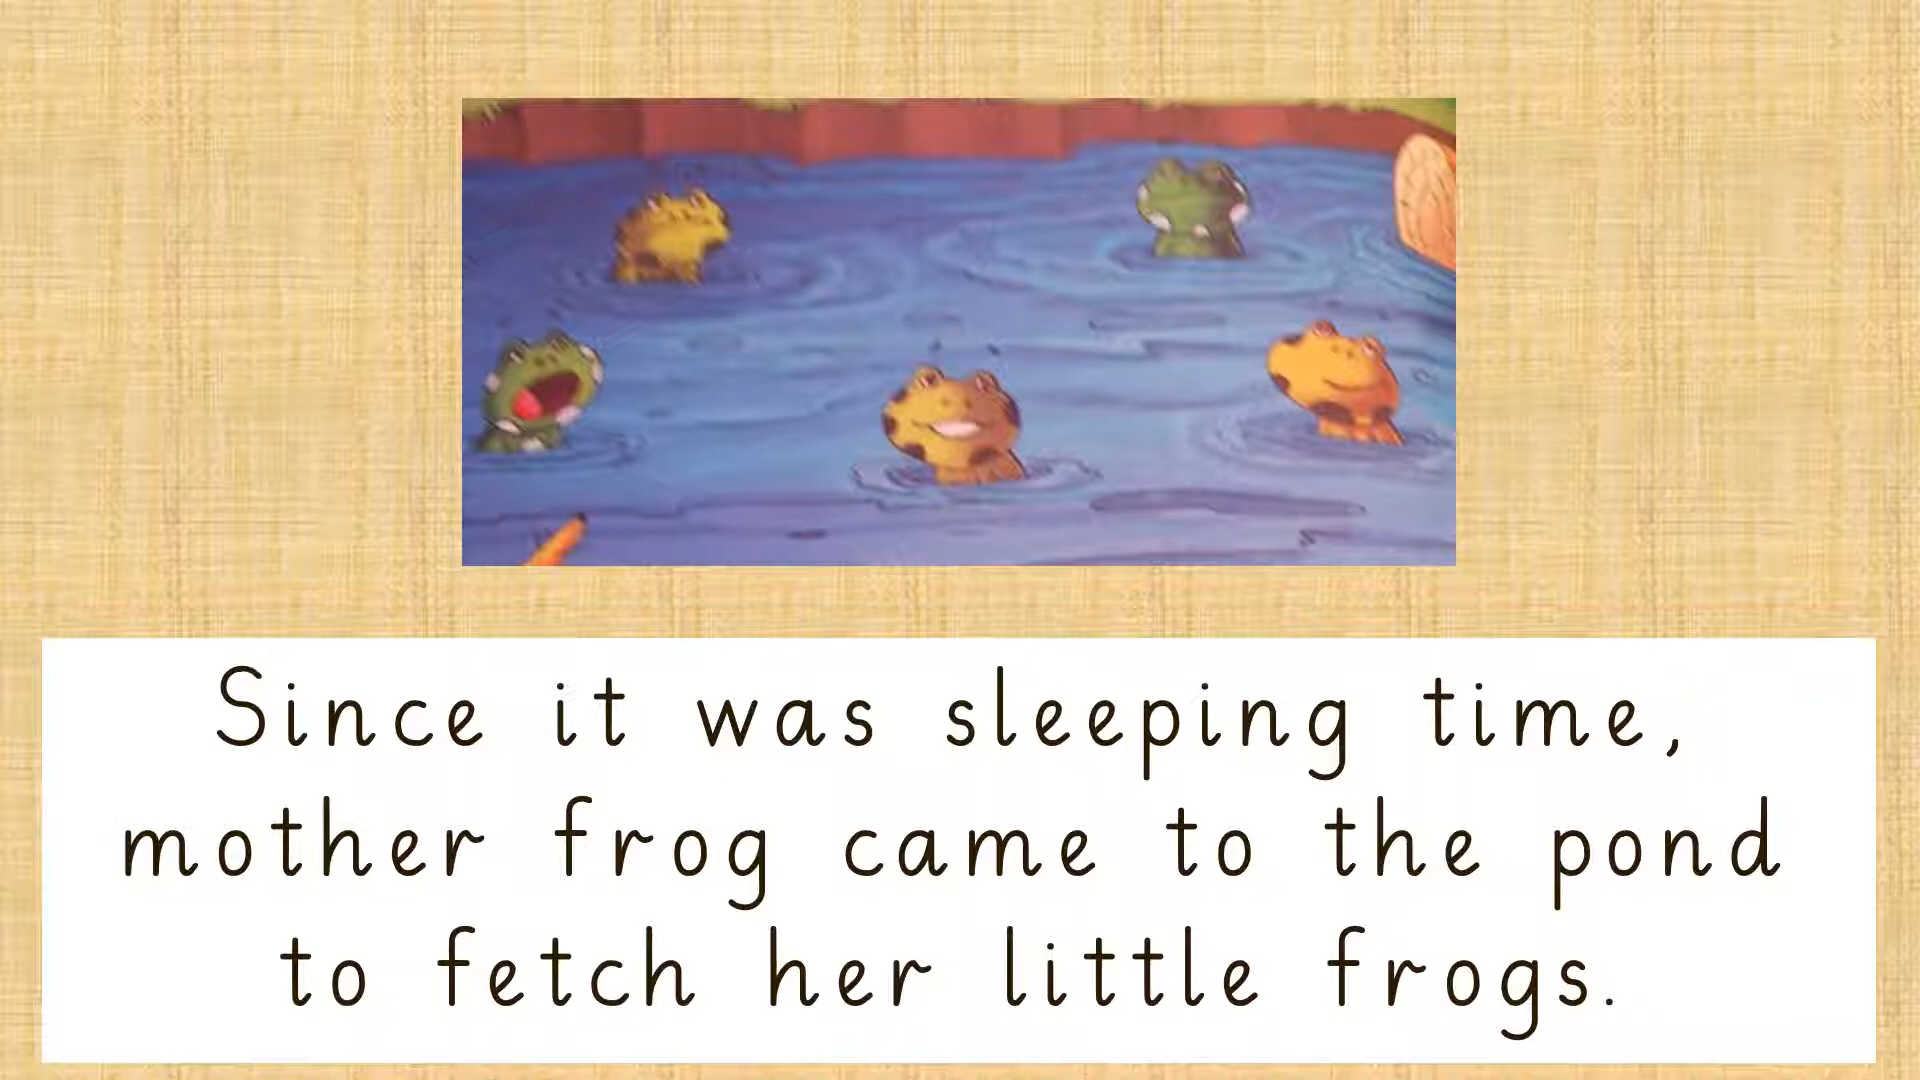 Since it was sleeping time,
mother frog came to the pond
to fetch her little frogs.